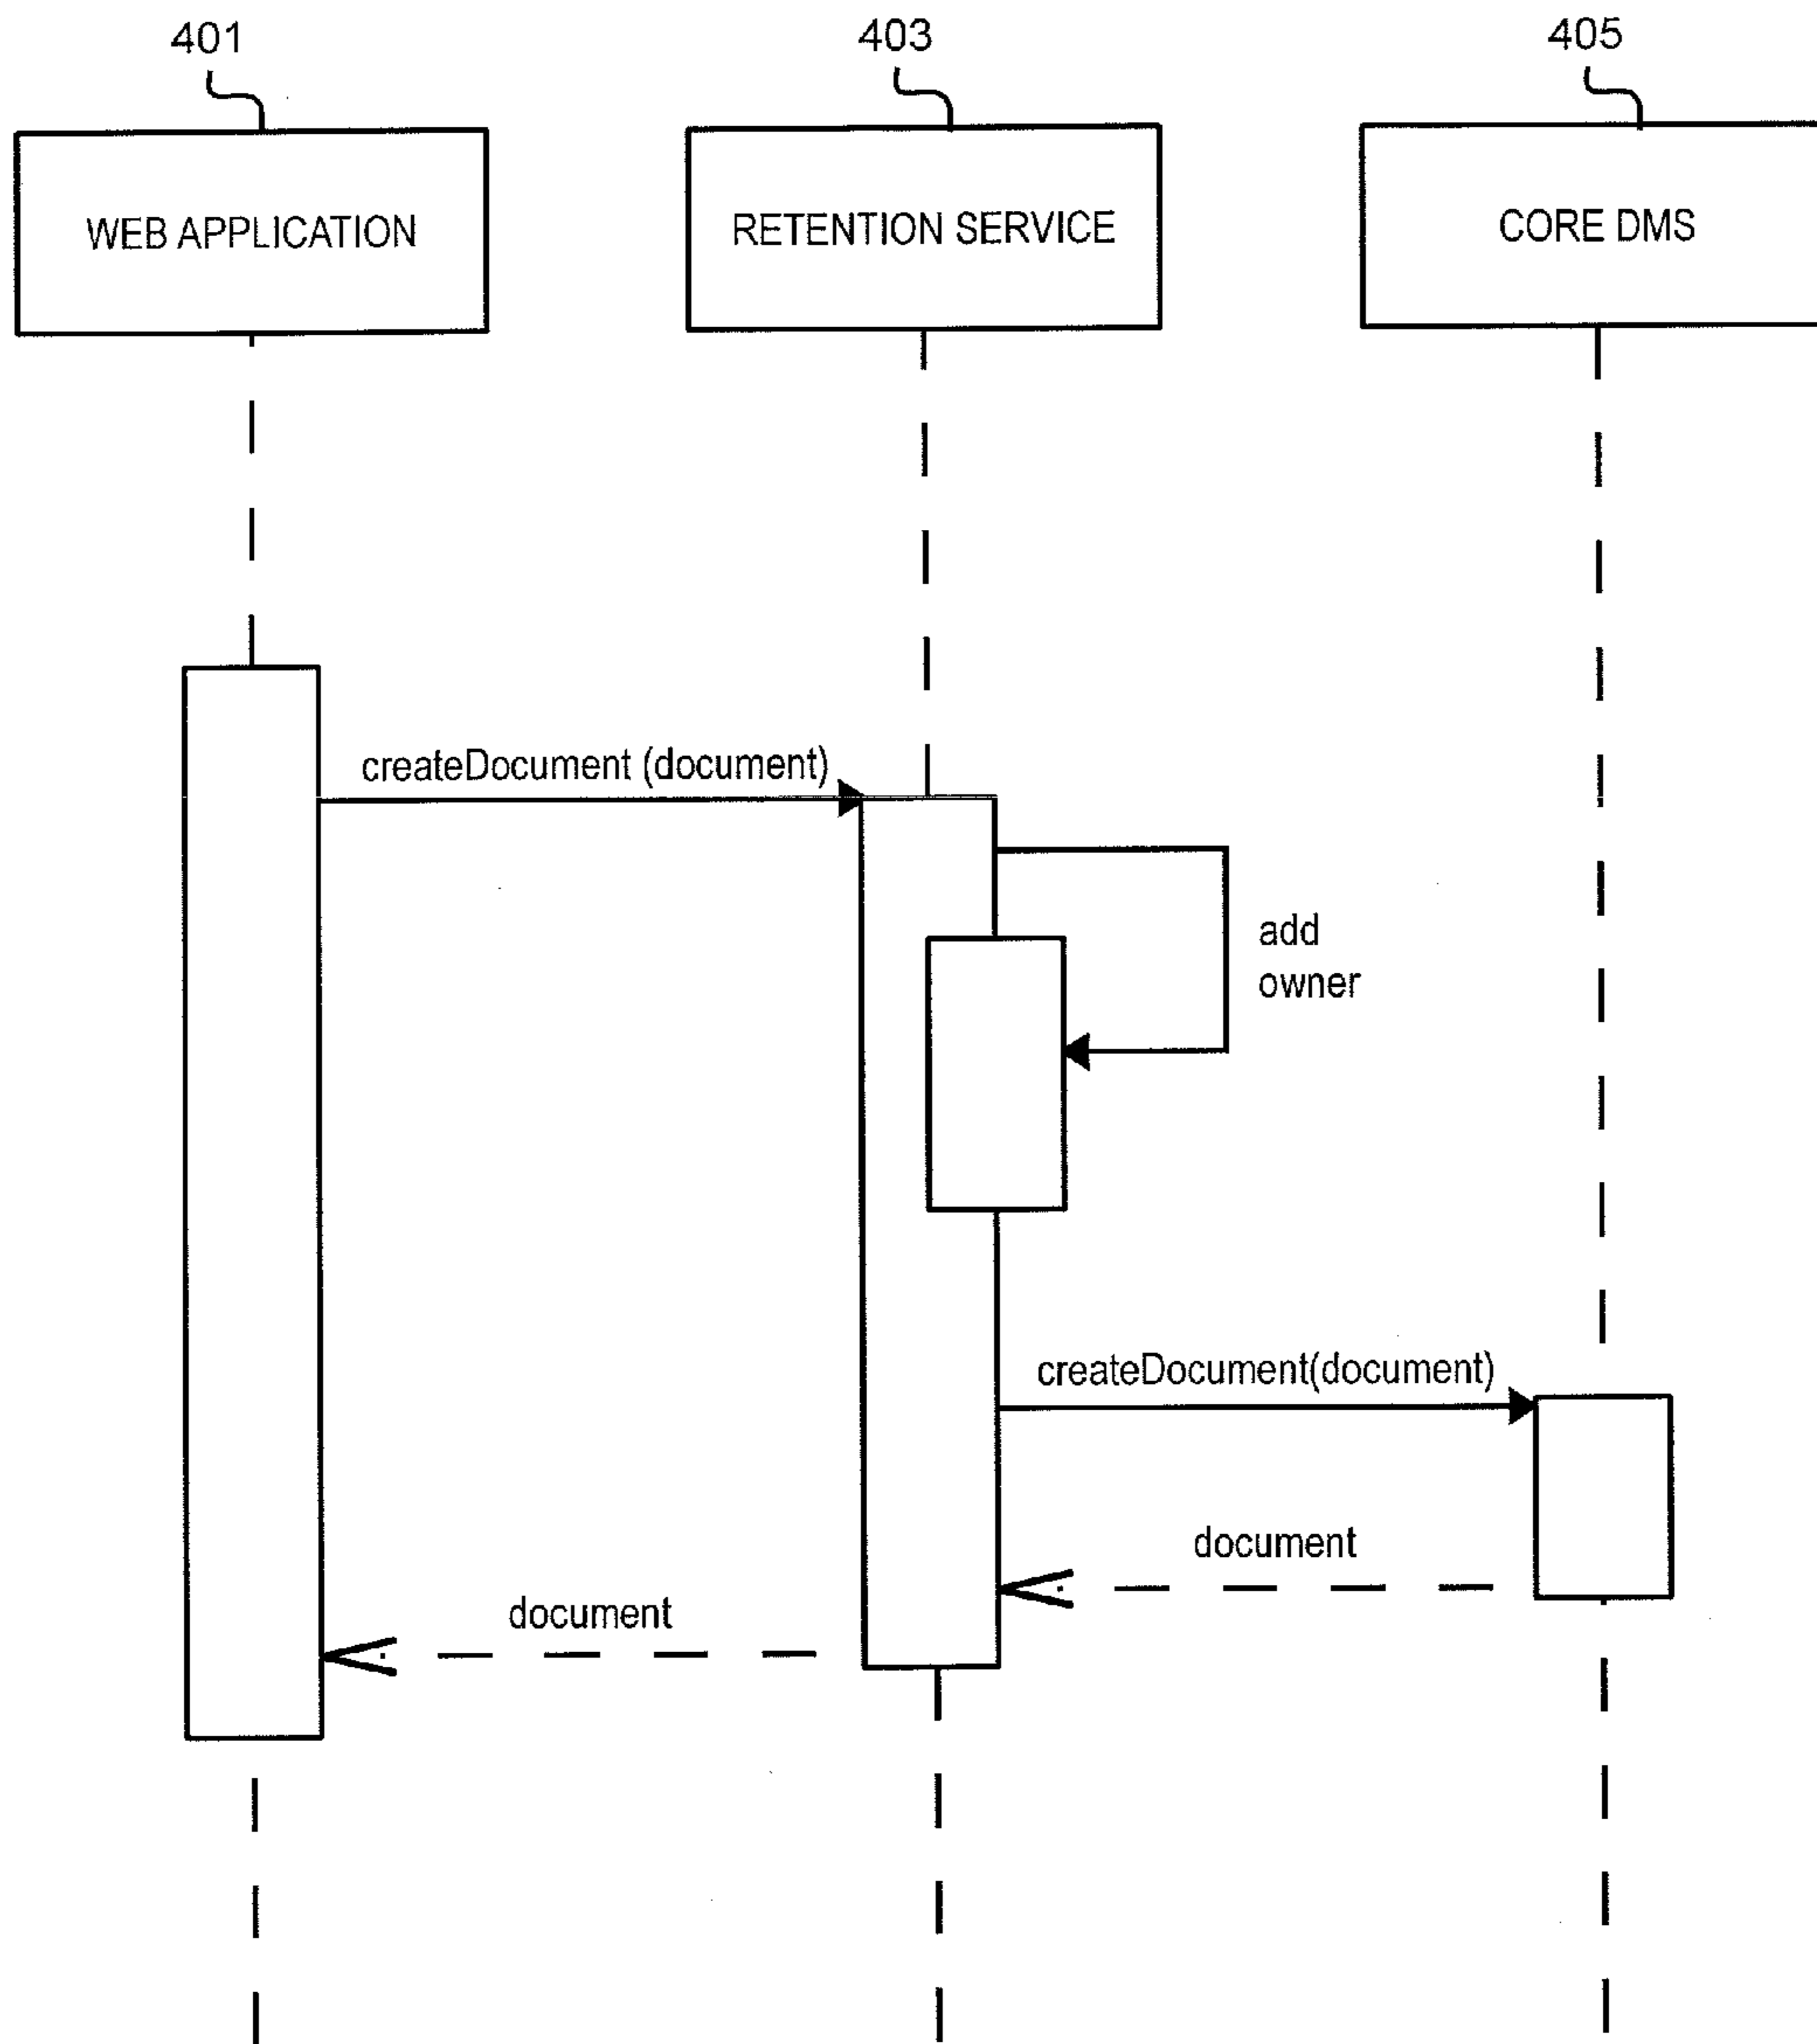 401
403
405
WEB APPLICATION
RETENTION SERVICE
CORE DMS
createDocument (document)
add
owner
createDocument(document)
document
document